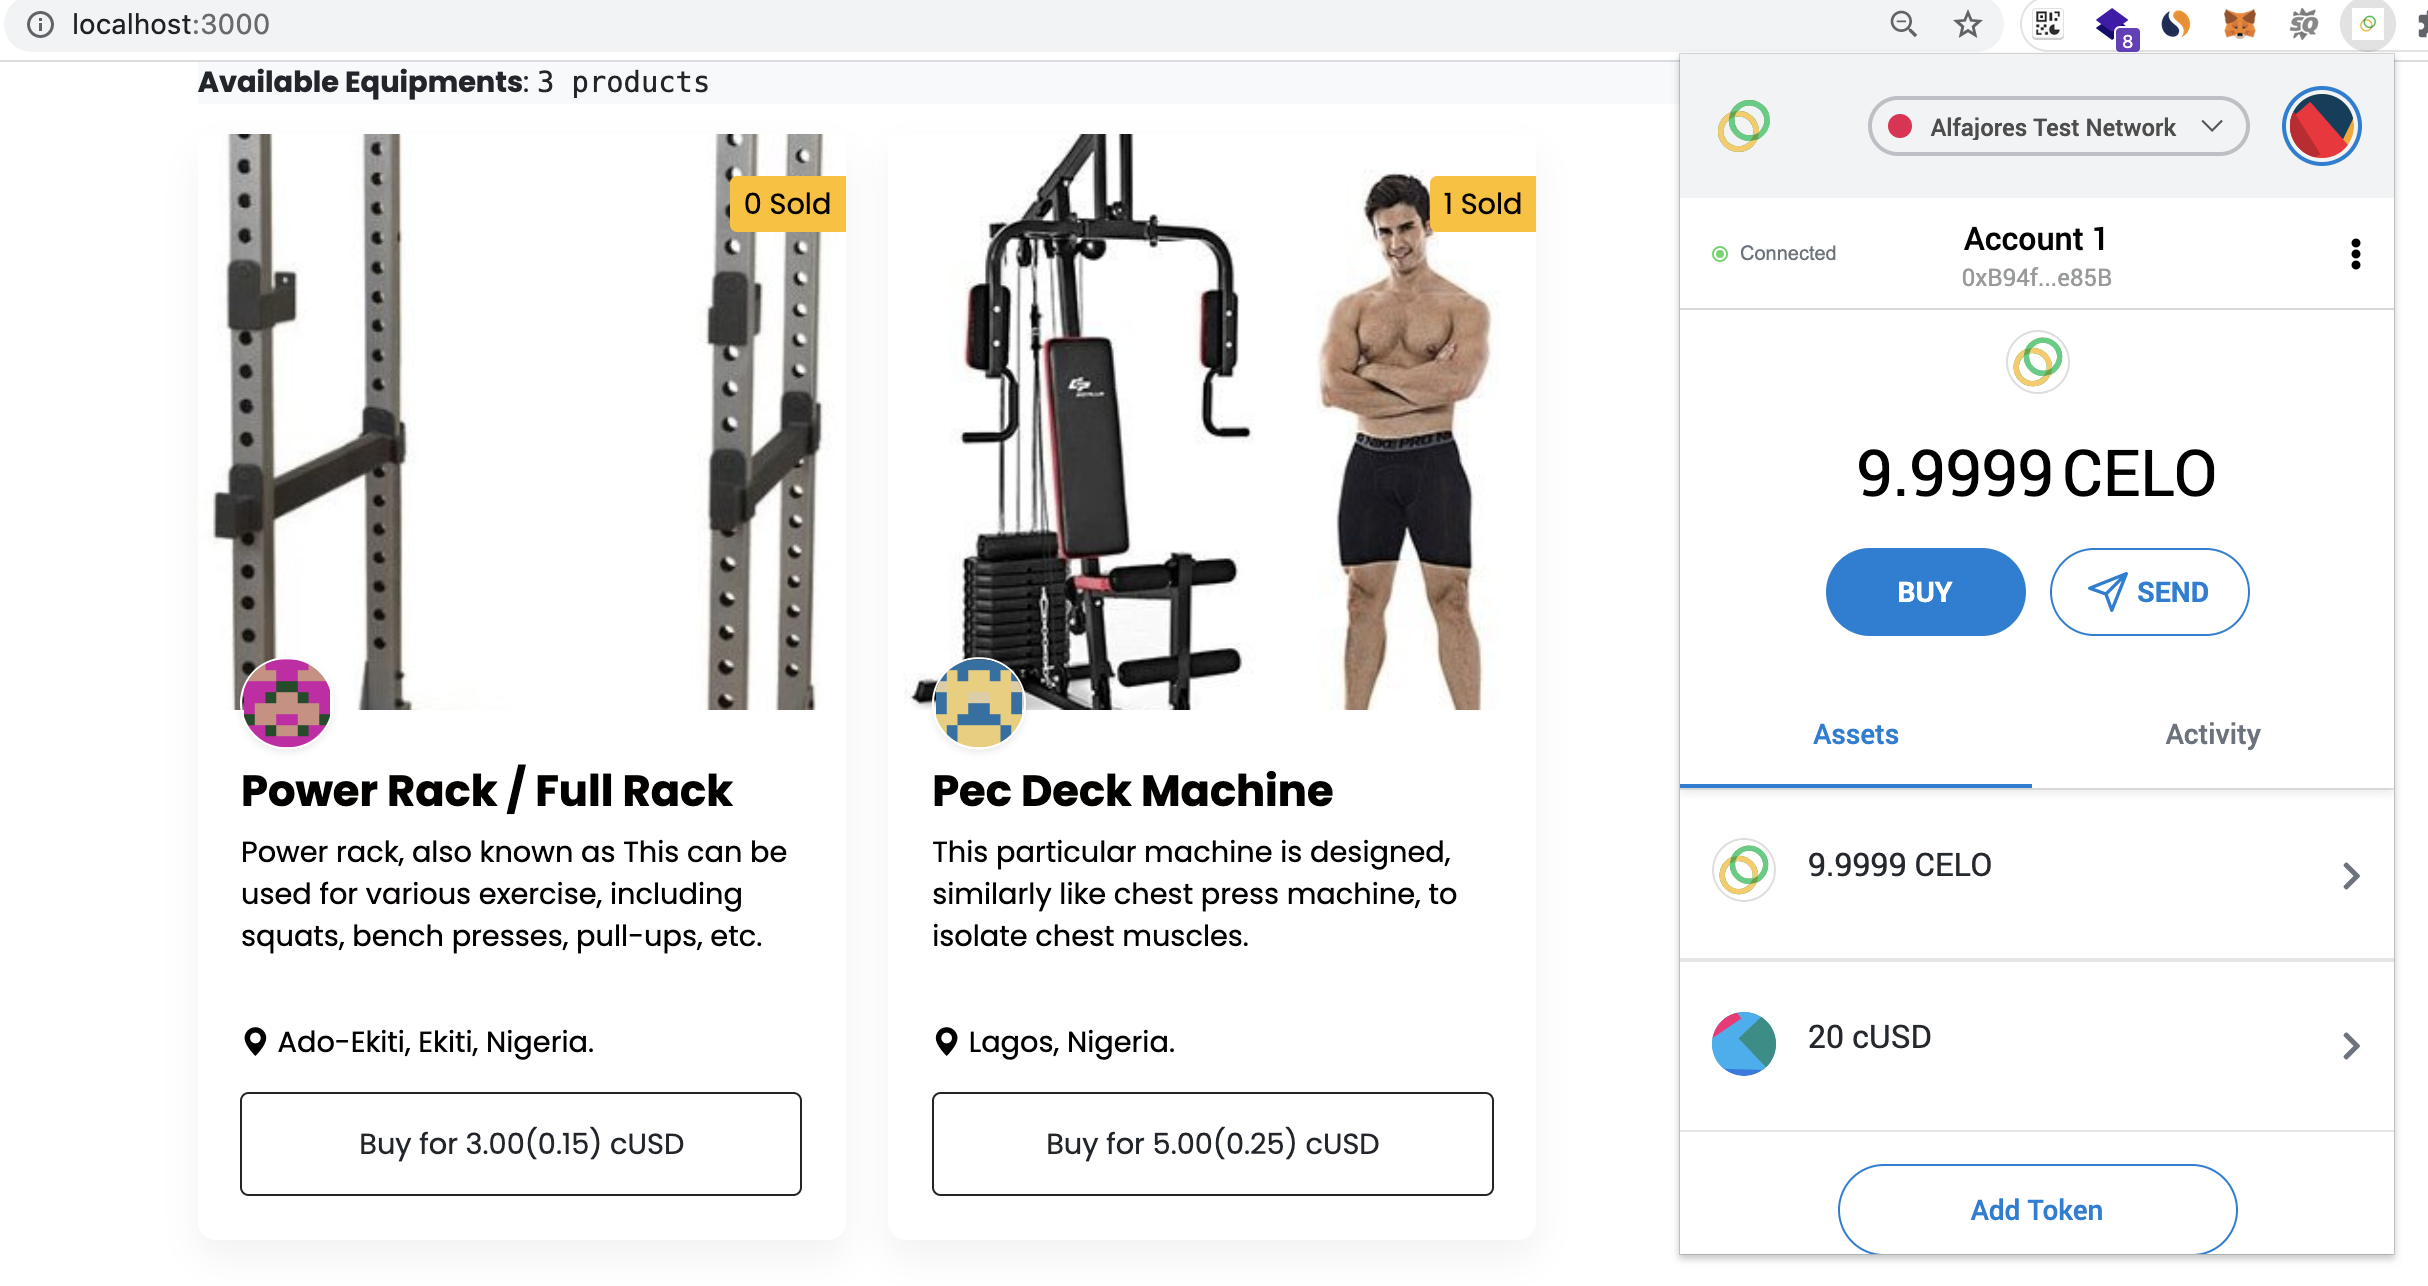 localhost:3000
8
Available Equipments: 3 products
0 Sold
1 Sold
NIKE PRO
Power Rack / Full Rack
Power rack, also known as This can be
used for various exercise, including
squats, bench presses, pull-ups, etc.
Ado-Ekiti, Ekiti, Nigeria.
Buy for 3.00(0.15) cUSD
Pec Deck Machine
This particular machine is designed,
similarly like chest press machine, to
isolate chest muscles.
Lagos, Nigeria.
Buy for 5.00(0.25) cUSD
Alfajores Test Network
Connected
Account 1
0xB94f...e85B
9.9999 CELO
BUY
SEND
Assets
Activity
9.9999 CELO
20 cUSD
Add Token